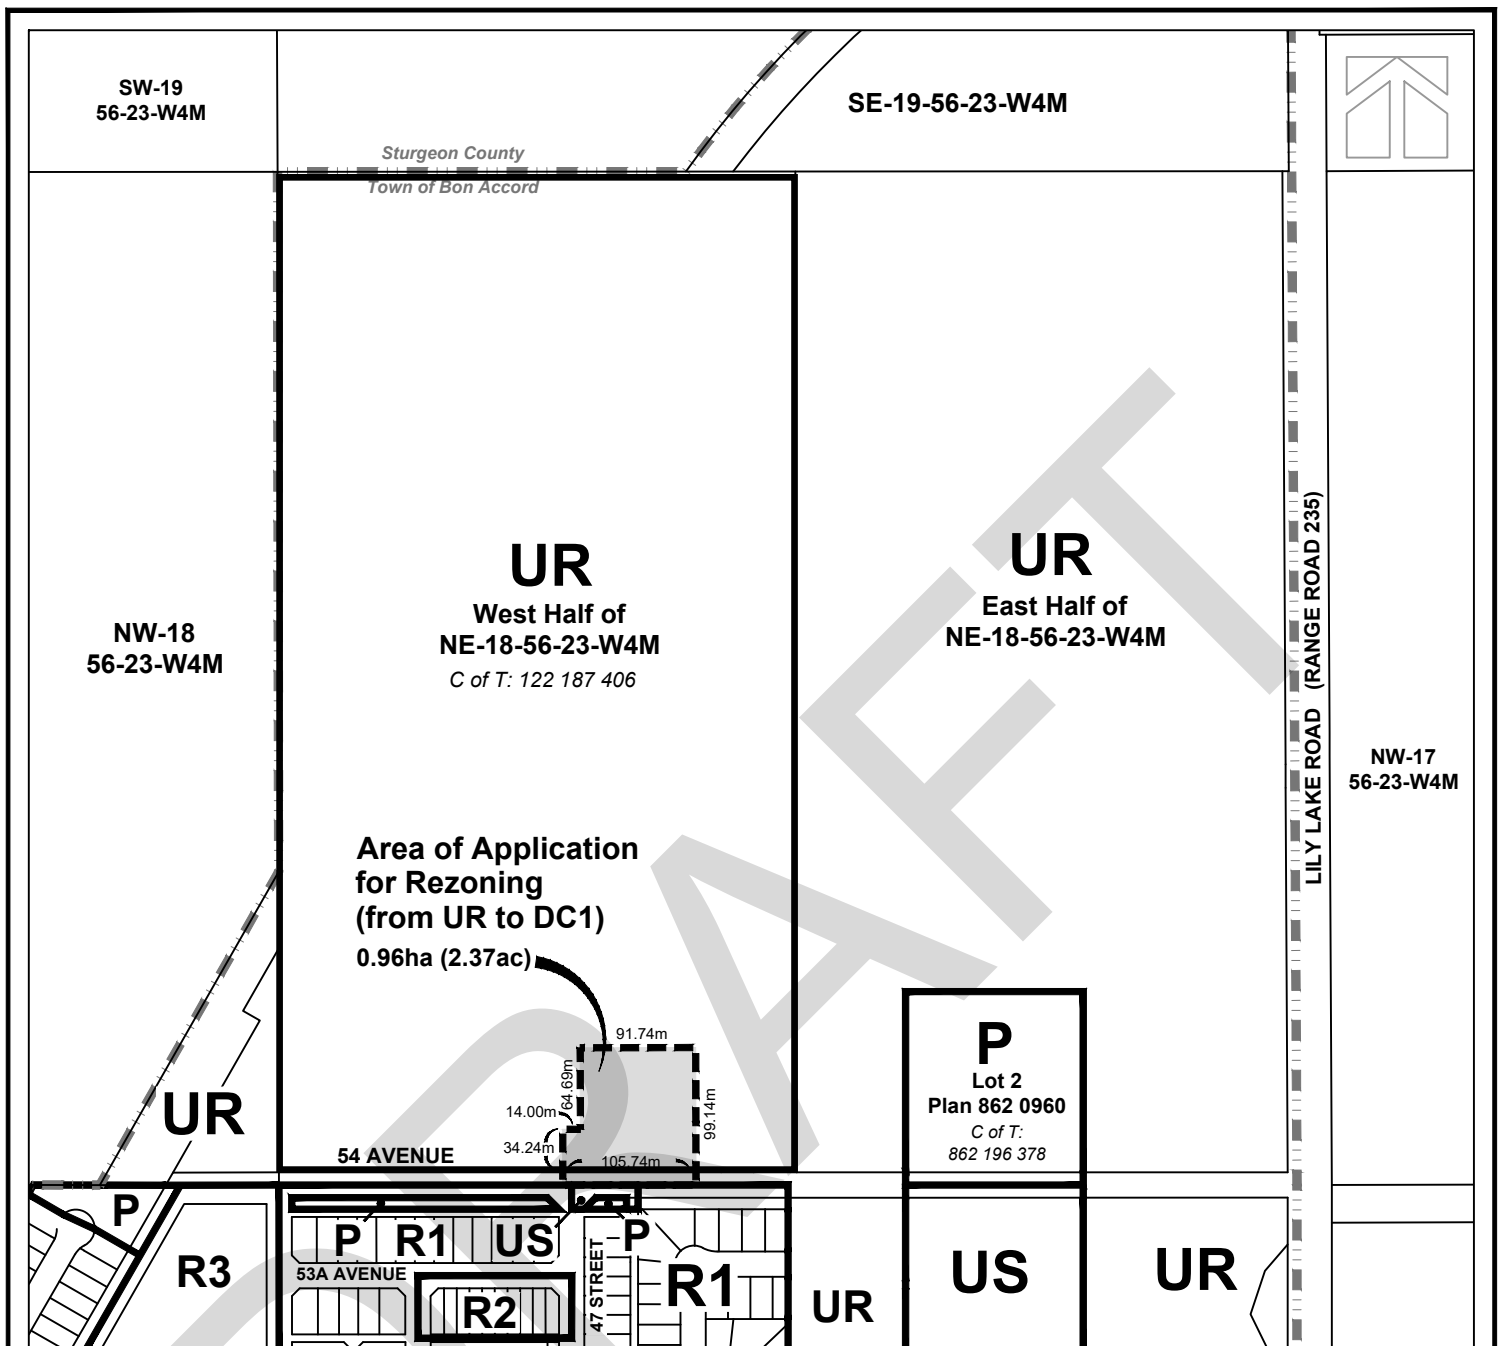 SW-19
56-23-W4M
SE-19-56-23-W4M
Sturgeon County
Town of Bon Accord
UR
West Half of
NE-18-56-23-W4M
C of T: 122 187 406
UR
East Half of
NE-18-56-23-W4M
NW-18
56-23-W4M
LILY LAKE ROAD (RANGE ROAD 235)
NW-17
56-23-W4M
Area of Application
for Rezoning
(from UR to DC1)
0.96ha (2.37ac)
91.74m
64.69m
14.00m
34.24m
99.14m
105.74m
P
Lot 2
Plan 862 0960
C of T:
862 196 378
UR
54 AVENUE
P
P
R1
US
P
R3
53A AVENUE
R2
47 STREET
R1
UR
US
UR
DRAFT